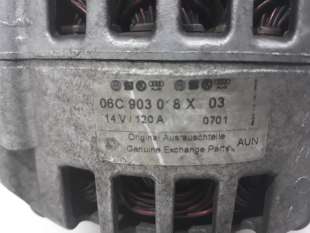 06C 903 0 8 X 03
14 V / 120 A 0701
Original Austauschteile
Genuine Exchange Parts AUN